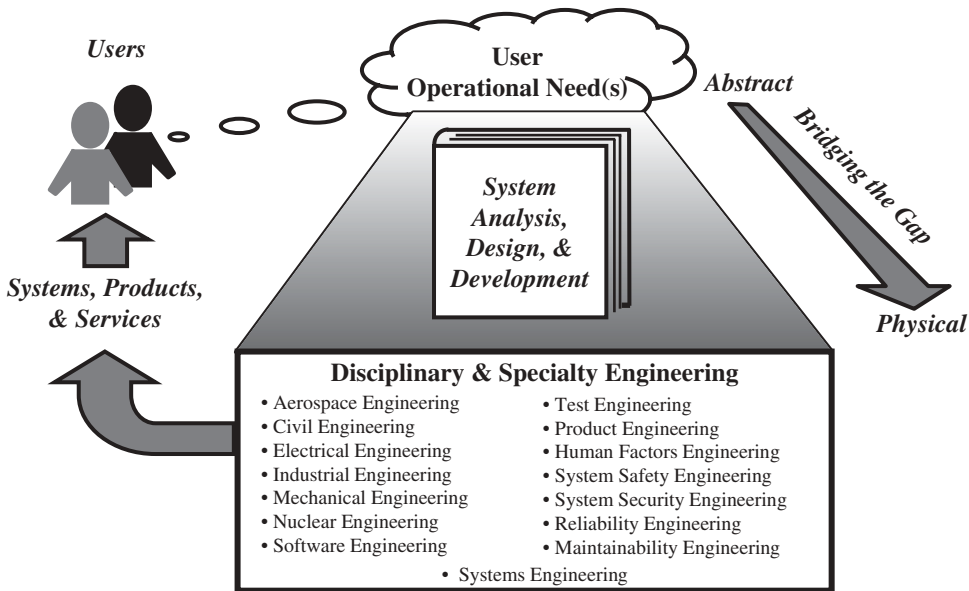 Users
User
Operational Need(s)
Abstract
Bridging the Gap
Physical
System
Analysis,
Design, &
Development
Systems, Products,
& Services
Disciplinary & Specialty Engineering
• Aerospace Engineering
• Civil Engineering
• Electrical Engineering
• Industrial Engineering
• Mechanical Engineering
• Nuclear Engineering
• Software Engineering
• Test Engineering
• Product Engineering
• Human Factors Engineering
• System Safety Engineering
• System Security Engineering
• Reliability Engineering
• Maintainability Engineering
• Systems Engineering